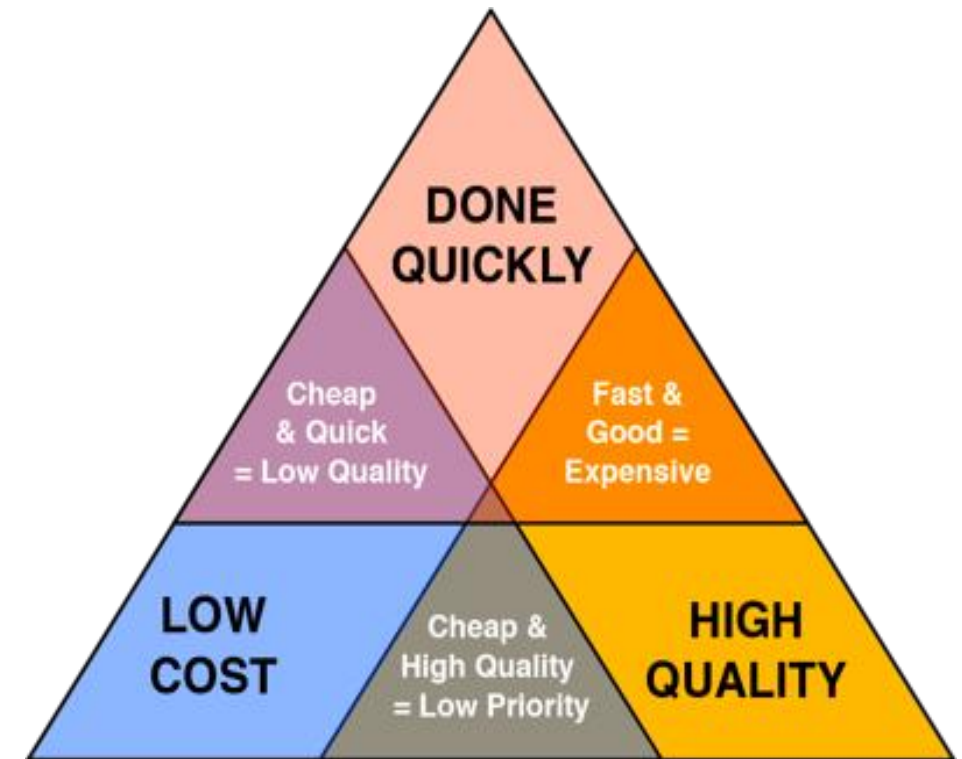 DONE
QUICKLY
Cheap
& Quick
= Low Quality
Fast &
Good =
Expensive
LOW
COST
Cheap &
High Quality
= Low Priority
HIGH
QUALITY